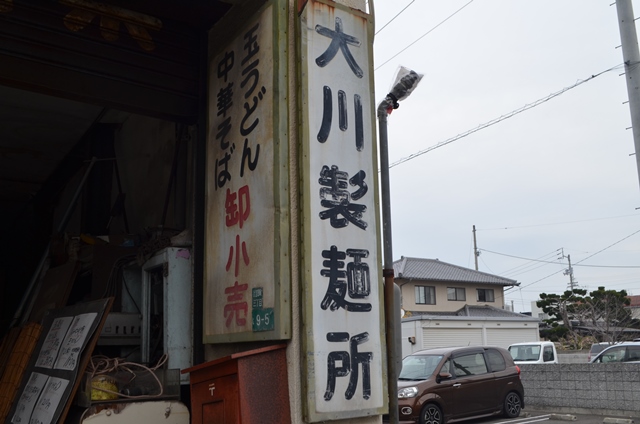 大川製麺所
玉うどん
中華そば
卸小売
9-5
〒